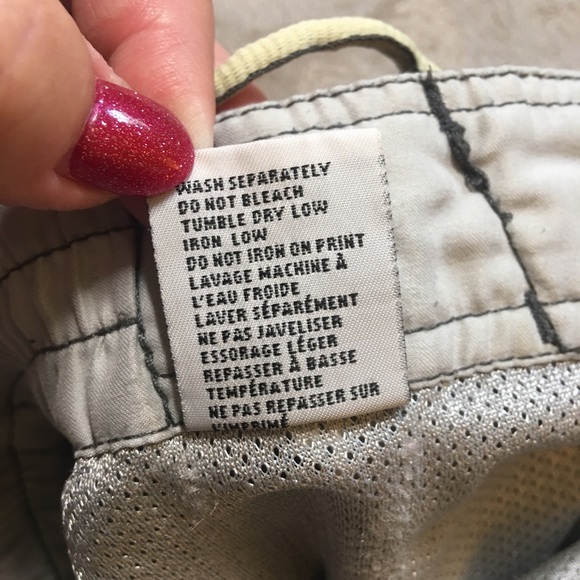 WASH SEPARATELY
DO NOT BLEACH
TUMBLE DRY LOW
IRON LOW
DO NOT IRON ON PRINT
LAVAGE MACHINE À
L'EAU FROIDE
LAVER SÉPARÉMENT
NE PAS JAVELISER
ESSORAGE LÉGER
REPASSER À BASSE
TEMPÉRATURE
NE PAS REPASSER SUR
L'IMPRIMÉ